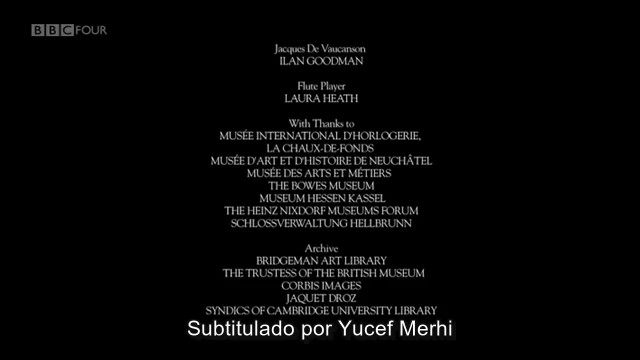 BBC FOUR
Jacques De Vaucanson
ILAN GOODMAN
Flute Player
LAURA HEATH
With Thanks to
MUSÉE INTERNATIONAL D'HORLOGERIE,
LA CHAUX-DE-FONDS
MUSÉE D'ART ET D'HISTOIRE DE NEUCHÂTEL
MUSÉE DES ARTS ET MÉTIERS
THE BOWES MUSEUM
MUSEUM HESSEN KASSEL
THE HEINZ NIXDORF MUSEUMS FORUM
SCHLOSSVERWALTUNG HELLBRUNN
Archive
BRIDGEMAN ART LIBRARY
THE TRUSTESS OF THE BRITISH MUSEUM
CORBIS IMAGES
JAQUET DROZ
SYNDICS OF CAMBRIDGE UNIVERSITY LIBRARY
Subtitulado por Yucef Merhi